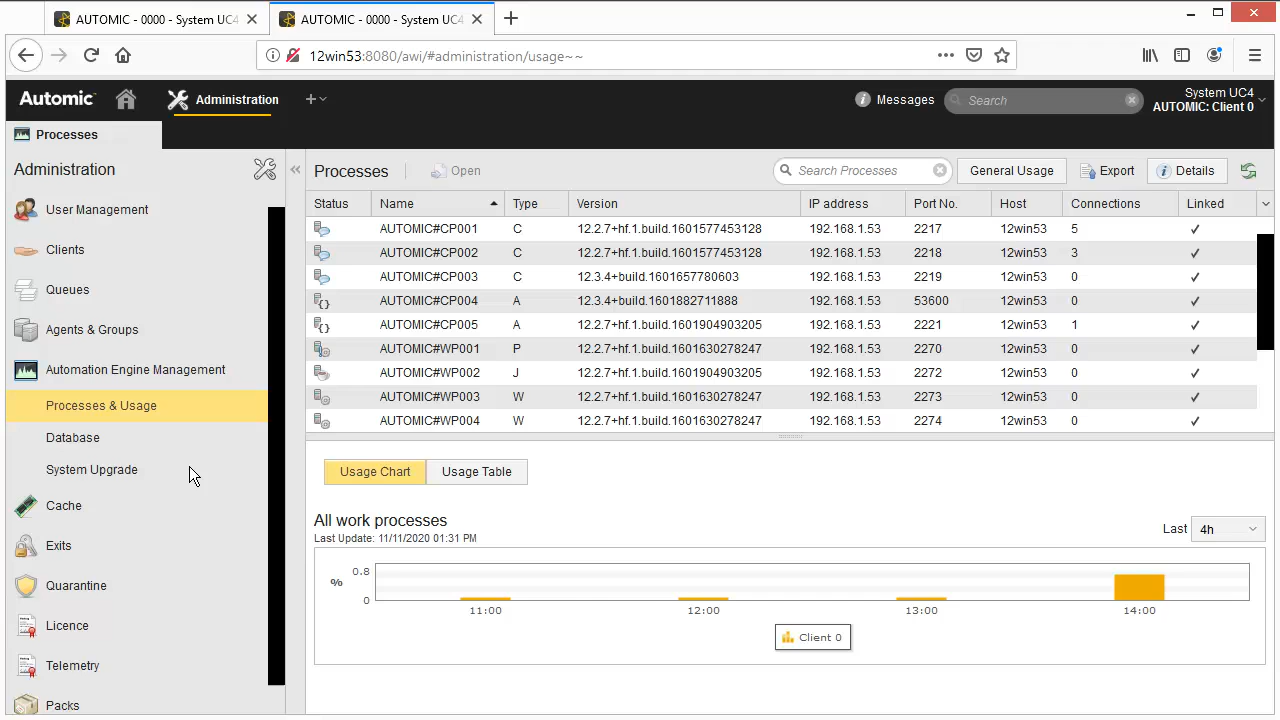 AUTOMIC - 0000 - System UC4
AUTOMIC - 0000 - System UC4
12win53:8080/awi/#administration/usage~~
Automic
Administration
Messages
Search
System UC4
AUTOMIC: Client 0
Processes
Administration
User Management
Clients
Queues
Agents & Groups
Automation Engine Management
Processes & Usage
Database
System Upgrade
Cache
Exits
Quarantine
Licence
Telemetry
Packs
Processes
Open
Search Processes
General Usage
Export
Details
Status Name Type Version IP address Port No. Host Connections Linked
AUTOMIC#CP001 C 12.2.7+hf.1.build.1601577453128 192.168.1.53 2217 12win53 5 ✓
AUTOMIC#CP002 C 12.2.7+hf.1.build.1601577453128 192.168.1.53 2218 12win53 3 ✓
AUTOMIC#CP003 C 12.3.4+build.1601657780603 192.168.1.53 2219 12win53 0 ✓
AUTOMIC#CP004 A 12.3.4+build.1601882711888 192.168.1.53 53600 12win53 0 ✓
AUTOMIC#CP005 A 12.2.7+hf.1.build.1601904903205 192.168.1.53 2221 12win53 1 ✓
AUTOMIC#WP001 P 12.2.7+hf.1.build.1601630278247 192.168.1.53 2270 12win53 0 ✓
AUTOMIC#WP002 J 12.2.7+hf.1.build.1601904903205 192.168.1.53 2272 12win53 0 ✓
AUTOMIC#WP003 W 12.2.7+hf.1.build.1601630278247 192.168.1.53 2273 12win53 0 ✓
AUTOMIC#WP004 W 12.2.7+hf.1.build.1601630278247 192.168.1.53 2274 12win53 0 ✓
Usage Chart
Usage Table
All work processes
Last Update: 11/11/2020 01:31 PM
Last 4h
% 0.8
0
11:00 12:00 13:00 14:00
Client 0